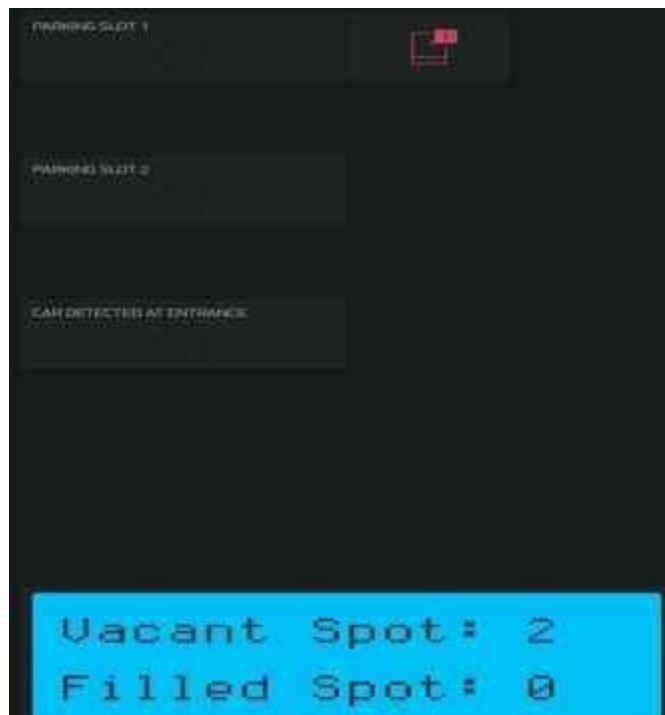 PARKING SLOT 1
PARKING SLOT 2
CAR DETECTED AT ENTRANCE
Vacant Spot: 2
Filled Spot: 0